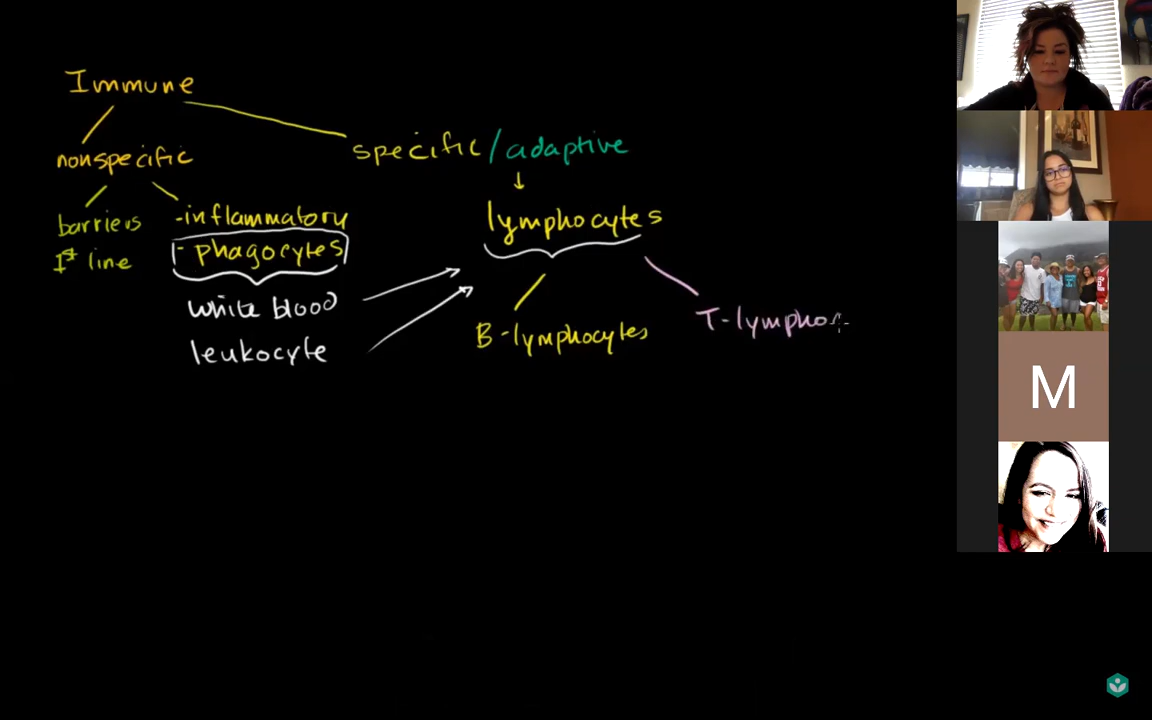 Immune
nonspecific
specific/adaptive
barriers
1st line
-inflammatory
- phagocytes
white blood
leukocyte
lymphocytes
B-lymphocytes
M